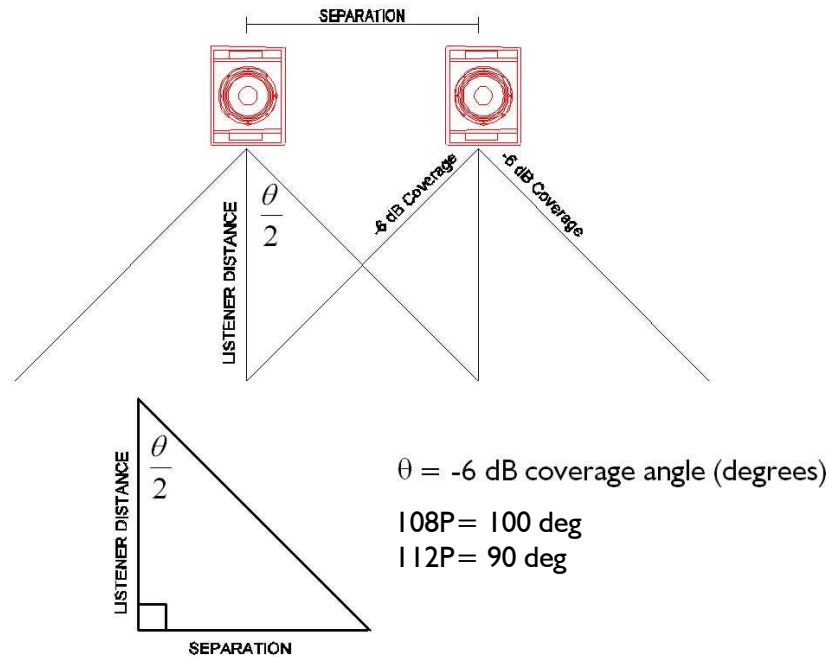 SEPARATION
-6 dB Coverage
-6 dB Coverage
θ
2
LISTENER DISTANCE
θ
2
LISTENER DISTANCE
SEPARATION
θ = -6 dB coverage angle (degrees)
108P= 100 deg
112P= 90 deg